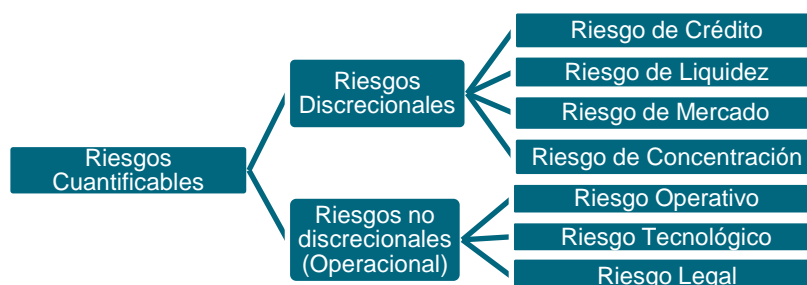 Riesgos
Cuantificables
Riesgos
Discrecionales
Riesgo de Crédito
Riesgo de Liquidez
Riesgo de Mercado
Riesgo de Concentración
Riesgos no
discrecionales
(Operacional)
Riesgo Operativo
Riesgo Tecnológico
Riesgo Legal